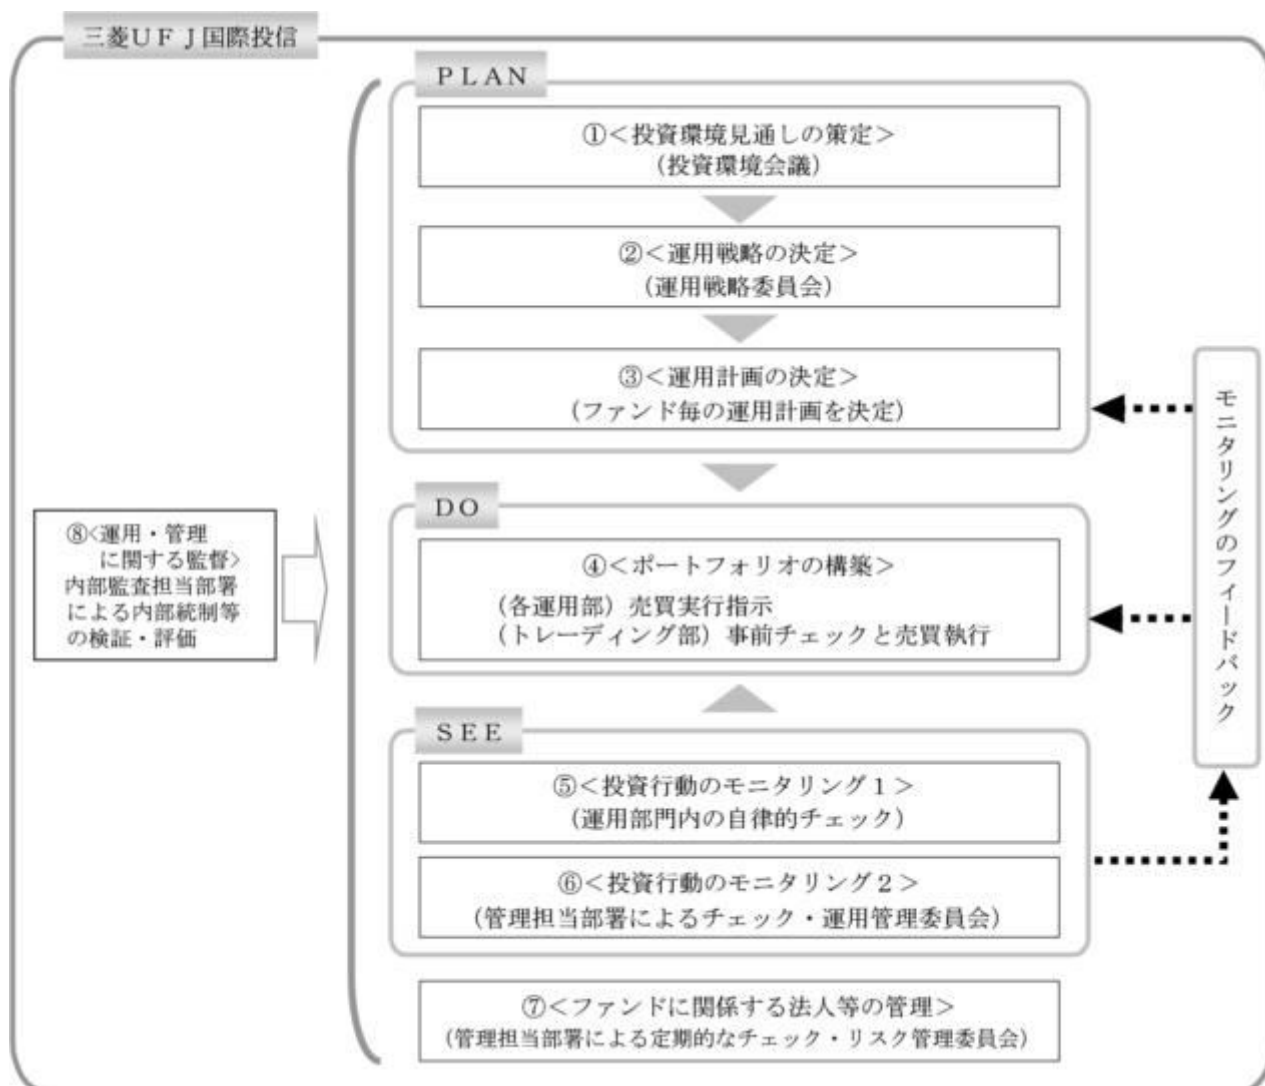 三菱ＵＦＪ国際投信
ＰＬＡＮ
①＜投資環境見通しの策定＞
（投資環境会議）
②＜運用戦略の決定＞
（運用戦略委員会）
③＜運用計画の決定＞
（ファンド毎の運用計画を決定）
ＤＯ
④＜ポートフォリオの構築＞
（各運用部）売買実行指示
（トレーディング部）事前チェックと売買執行
ＳＥＥ
⑤＜投資行動のモニタリング１＞
（運用部門内の自律的チェック）
⑥＜投資行動のモニタリング２＞
（管理担当部署によるチェック・運用管理委員会）
⑦＜ファンドに関係する法人等の管理＞
（管理担当部署による定期的なチェック・リスク管理委員会）
⑧<運用・管理
に関する監督>
内部監査担当部署
による内部統制等
の検証・評価
モニタリングのフィードバック